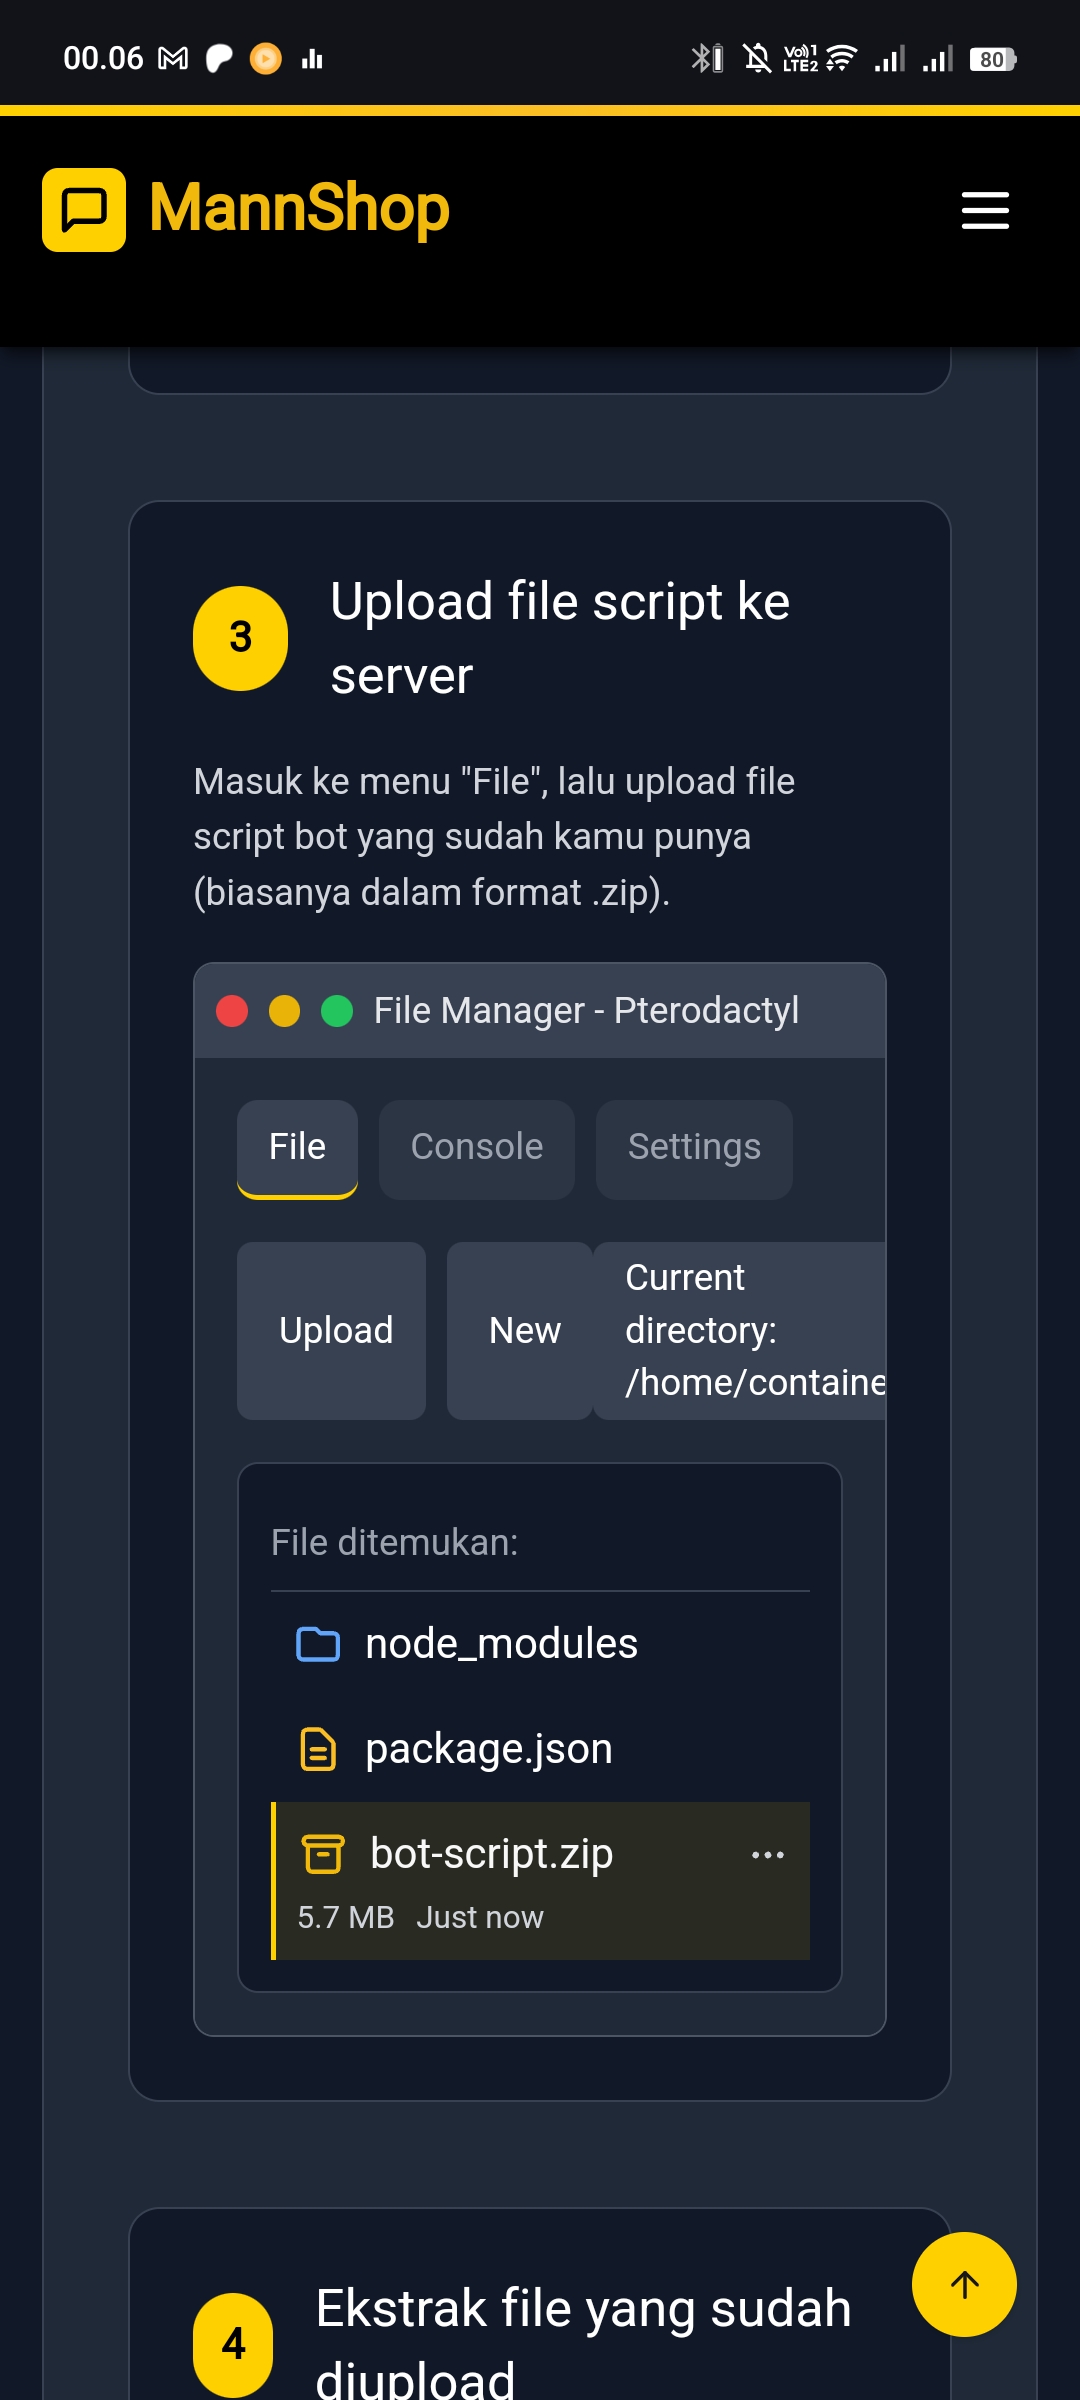 00.06
Vo))1
LTE2
80
MannShop
3
Upload file script ke
server
Masuk ke menu "File", lalu upload file
script bot yang sudah kamu punya
(biasanya dalam format .zip).
File Manager - Pterodactyl
File
Console
Settings
Upload
New
Current
directory:
/home/containe
File ditemukan:
node_modules
package.json
bot-script.zip
5.7 MB Just now
4
Ekstrak file yang sudah
diupload